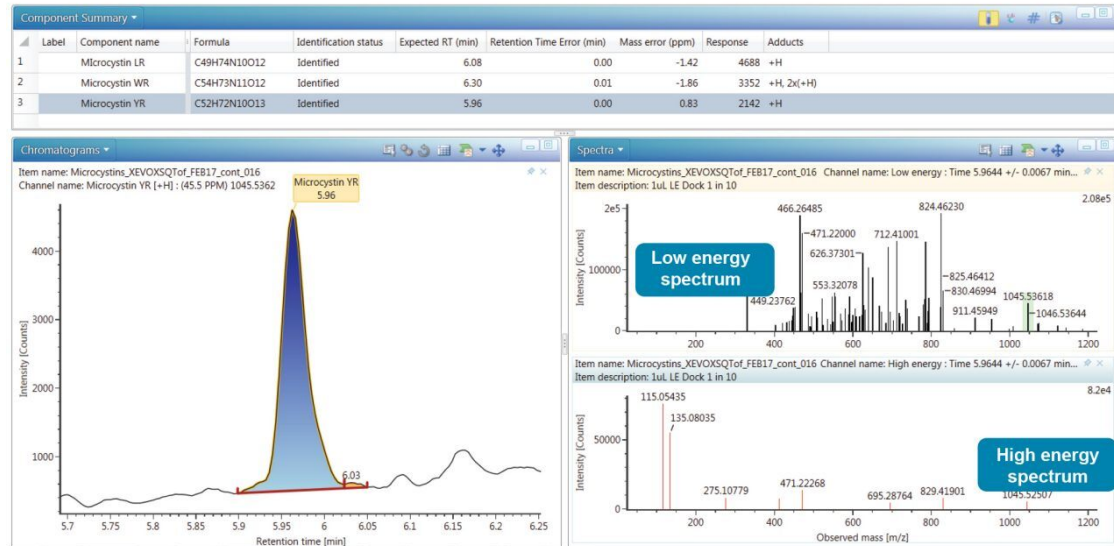 Component Summary
Label Component name Formula Identification status Expected RT (min) Retention Time Error (min) Mass error (ppm) Response Adducts
1 MIcrocystin LR C49H74N10O12 Identified 6.08 0.00 -1.42 4688 +H
2 Microcystin WR C54H73N11O12 Identified 6.30 0.01 -1.86 3352 +H, 2x(+H)
3 Microcystin YR C52H72N10O13 Identified 5.96 0.00 0.83 2142 +H
Chromatograms
Item name: Microcystins_XEVOXSQTof_FEB17_cont_016
Channel name: Microcystin YR [+H] : (45.5 PPM) 1045.5362
Microcystin YR
5.96
4000
3000
2000
1000
Intensity [Counts]
6.03
5.7 5.75 5.8 5.85 5.9 5.95 6 6.05 6.1 6.15 6.2 6.25
Retention time [min]
Spectra
Item name: Microcystins_XEVOXSQTof_FEB17_cont_016 Channel name: Low energy : Time 5.9644 +/- 0.0067 min...
Item description: 1uL LE Dock 1 in 10
2.08e5
2e5
100000
0
Intensity [Counts]
Low energy
spectrum
466.26485
471.22000
824.46230
626.37301
712.41001
553.32078
449.23762
825.46412
830.46994
1045.53618
911.45949
1046.53644
200 400 600 800 1000 1200
Item name: Microcystins_XEVOXSQTof_FEB17_cont_016 Channel name: High energy : Time 5.9644 +/- 0.0067 min...
Item description: 1uL LE Dock 1 in 10
8.2e4
50000
0
Intensity [Counts]
115.05435
135.08035
High energy
spectrum
275.10779
471.22268
695.28764
829.41901
1045.52507
200 400 600 800 1000 1200
Observed mass [m/z]